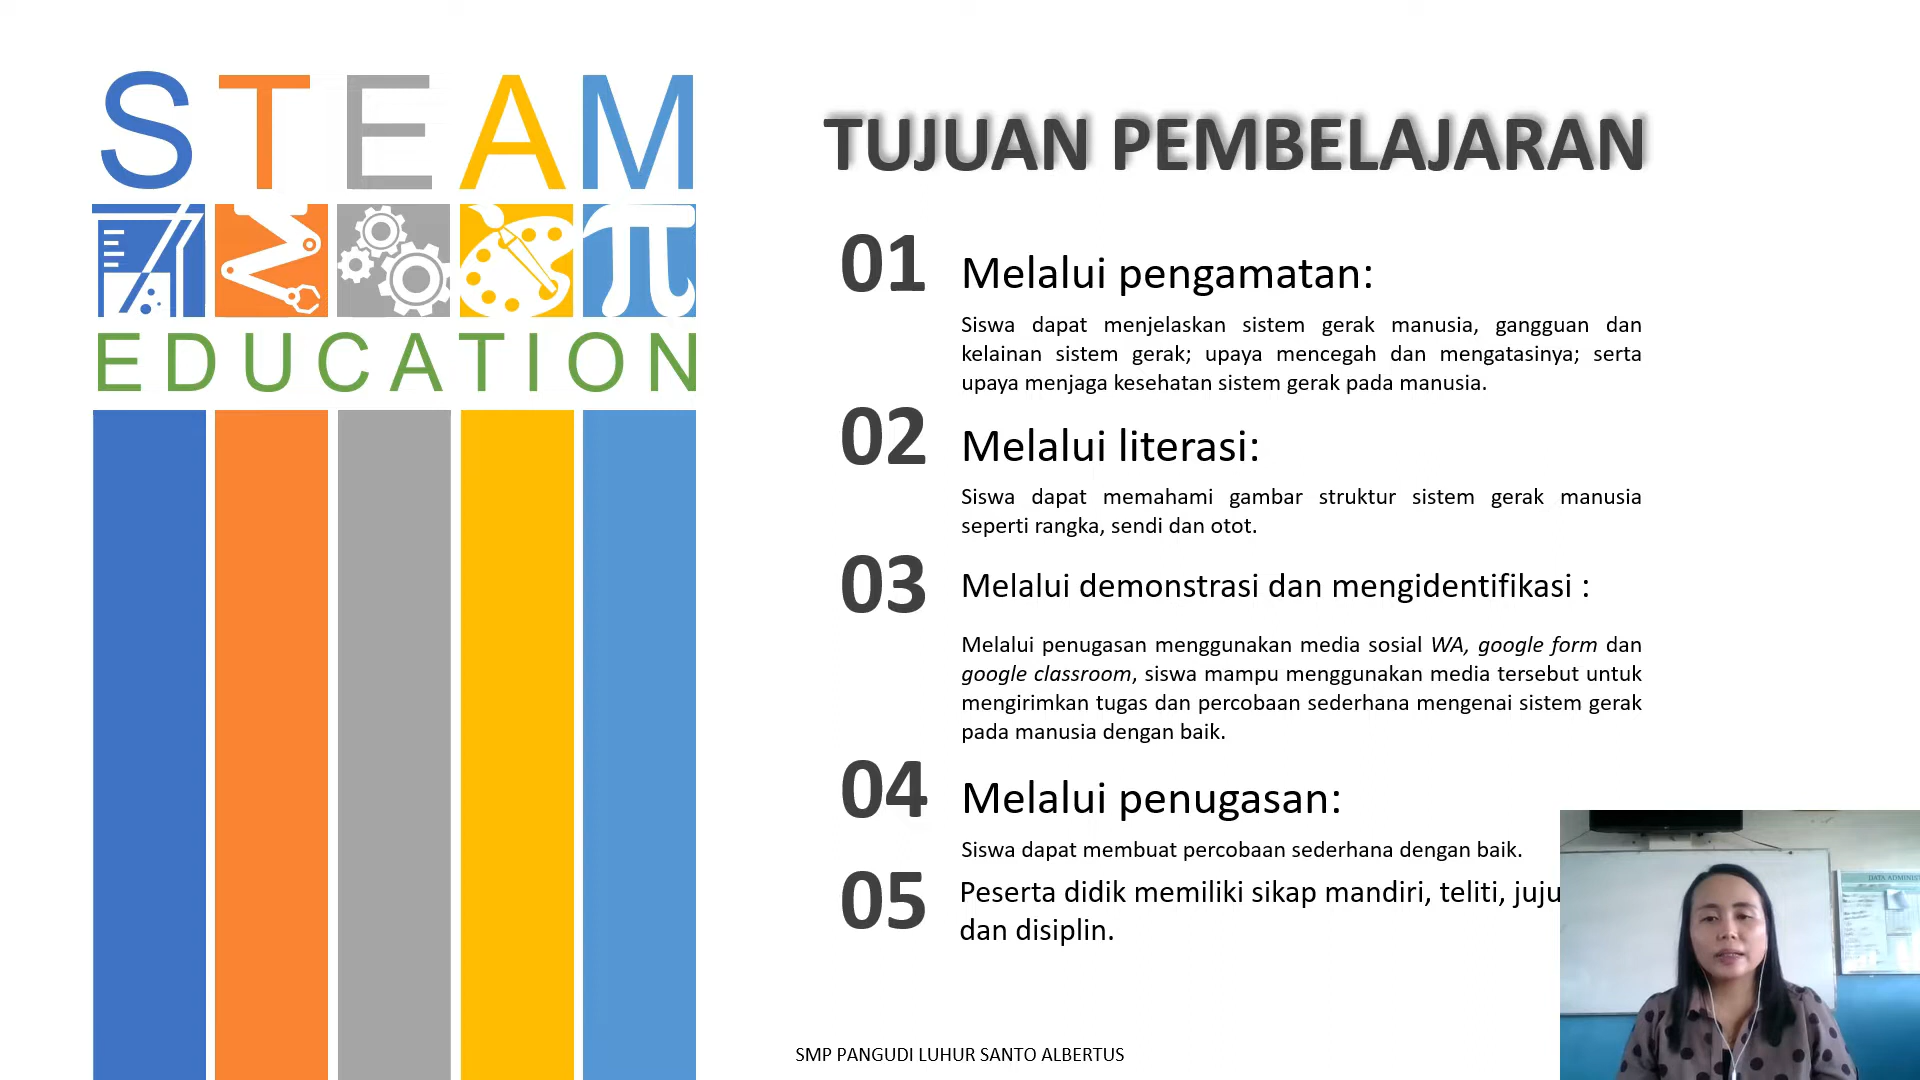 STEAM
EDUCATION
TUJUAN PEMBELAJARAN
01 Melalui pengamatan:
Siswa dapat menjelaskan sistem gerak manusia, gangguan dan
kelainan sistem gerak; upaya mencegah dan mengatasinya; serta
upaya menjaga kesehatan sistem gerak pada manusia.
02 Melalui literasi:
Siswa dapat memahami gambar struktur sistem gerak manusia
seperti rangka, sendi dan otot.
03 Melalui demonstrasi dan mengidentifikasi :
Melalui penugasan menggunakan media sosial WA, google form dan
google classroom, siswa mampu menggunakan media tersebut untuk
mengirimkan tugas dan percobaan sederhana mengenai sistem gerak
pada manusia dengan baik.
04 Melalui penugasan:
Siswa dapat membuat percobaan sederhana dengan baik.
05 Peserta didik memiliki sikap mandiri, teliti,
dan disiplin.
SMP PANGUDI LUHUR SANTO ALBERTUS
DATA